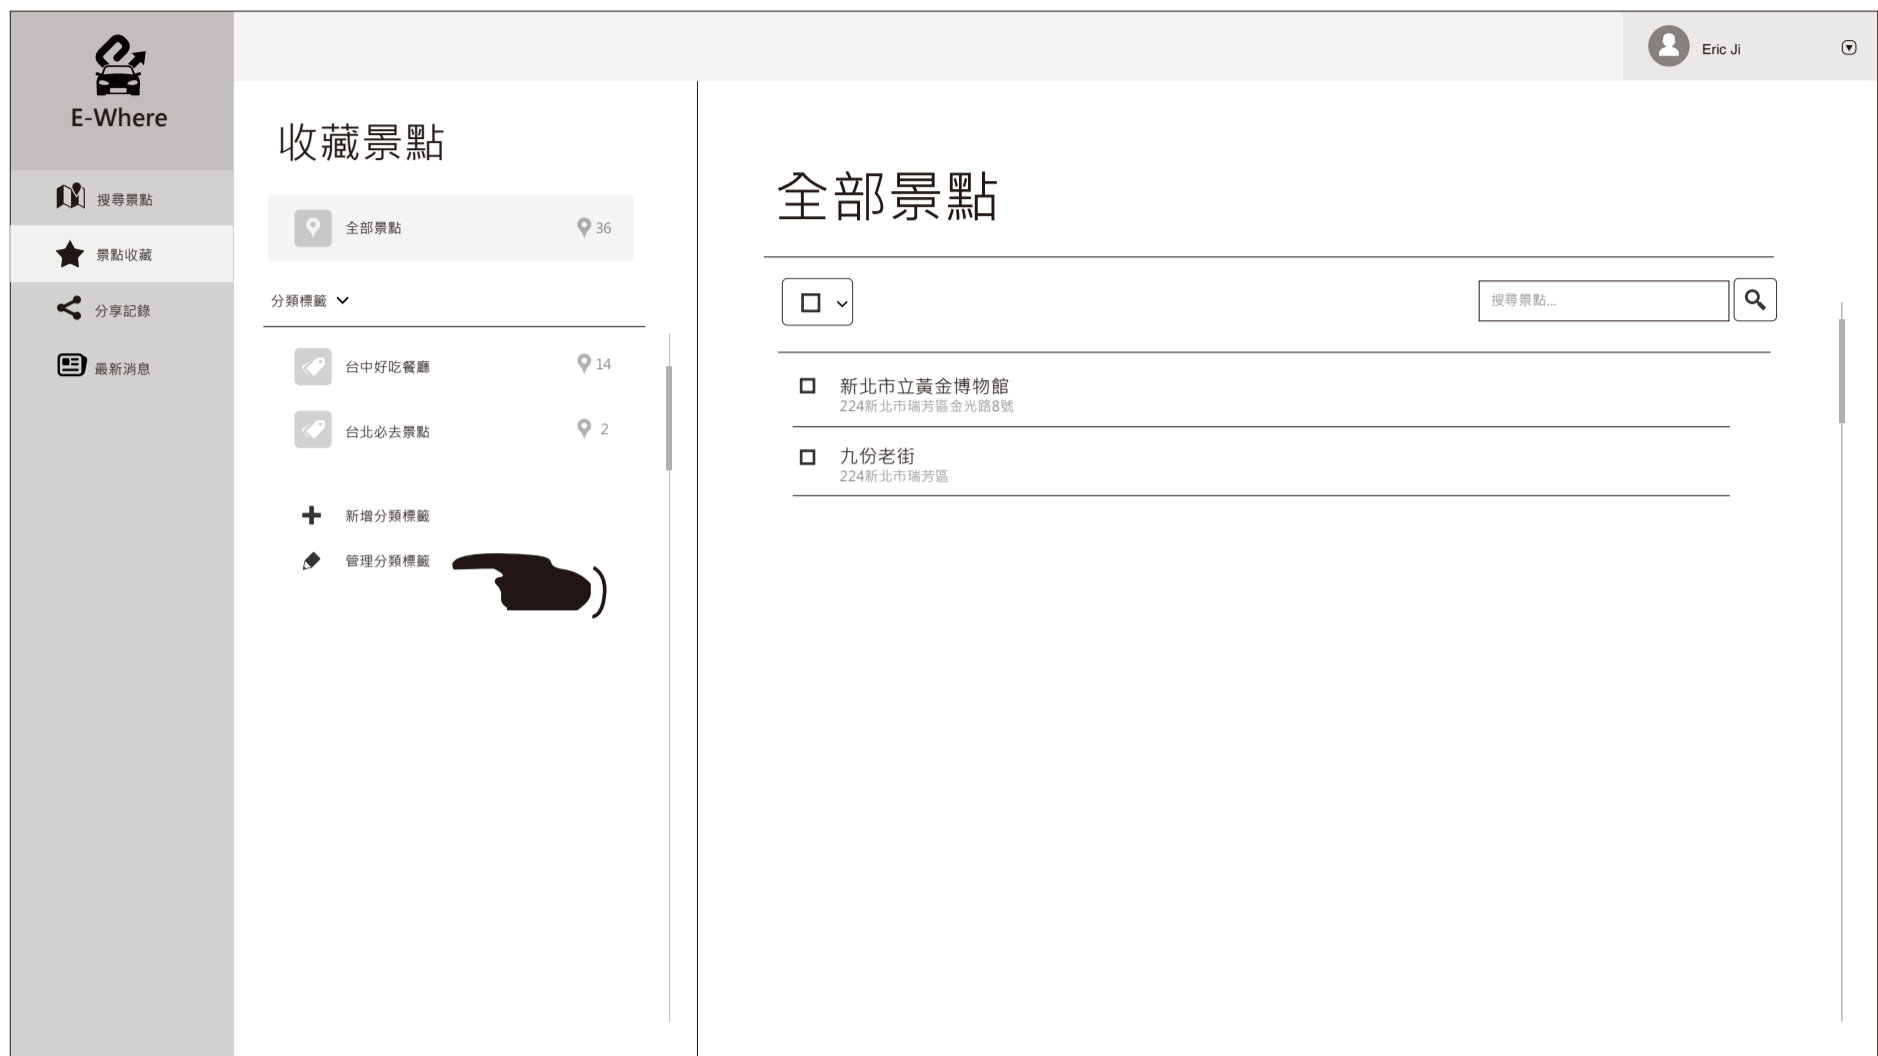 E-Where
搜尋景點
景點收藏
分享記錄
最新消息
Eric Ji
收藏景點
全部景點 36
分類標籤
台中好吃餐廳 14
台北必去景點 2
新增分類標籤
管理分類標籤
全部景點
搜尋景點...
新北市立黃金博物館
224新北市瑞芳區金光路8號
九份老街
224新北市瑞芳區